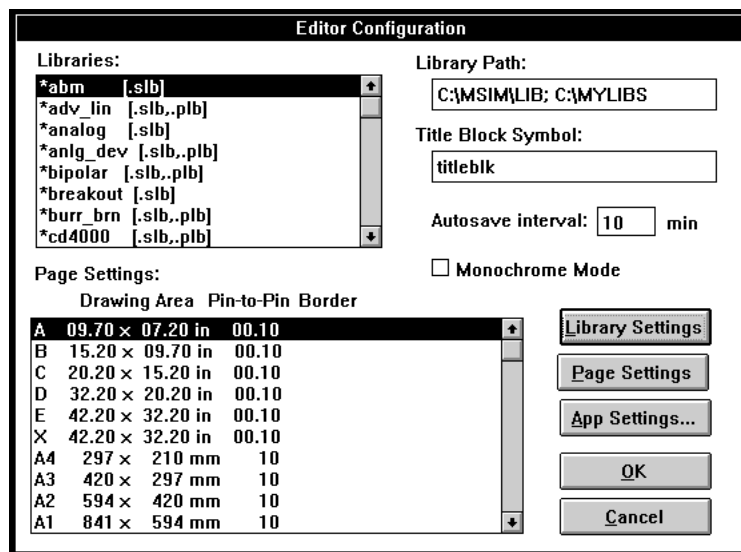 Editor Configuration
Libraries:
*abm [.slb]
*adv_lin [.slb,.plb]
*analog [.slb]
*anlg_dev [.slb,.plb]
*bipolar [.slb,.plb]
*breakout [.slb]
*burr_brn [.slb,.plb]
*cd4000 [.slb,.plb]
Library Path:
C:\MSIM\LIB; C:\MYLIBS
Title Block Symbol:
titleblk
Autosave interval: 10 min
Monochrome Mode
Page Settings:
Drawing Area Pin-to-Pin Border
A 09.70 x 07.20 in 00.10
B 15.20 x 09.70 in 00.10
C 20.20 x 15.20 in 00.10
D 32.20 x 20.20 in 00.10
E 42.20 x 32.20 in 00.10
X 42.20 x 32.20 in 00.10
A4 297 x 210 mm 10
A3 420 x 297 mm 10
A2 594 x 420 mm 10
A1 841 x 594 mm 10
Library Settings
Page Settings
App Settings...
OK
Cancel